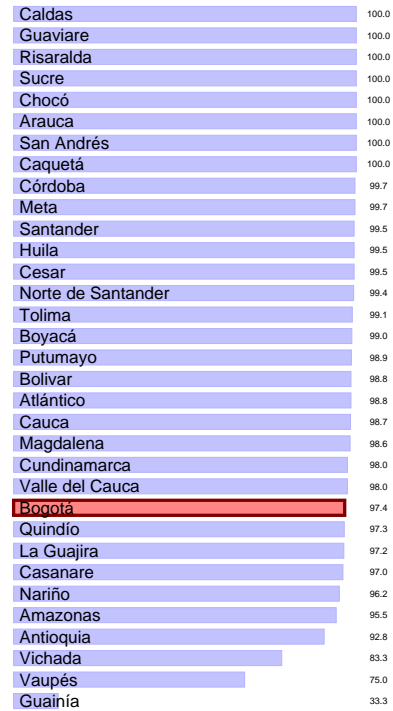 Caldas 100.0
Guaviare 100.0
Risaralda 100.0
Sucre 100.0
Chocó 100.0
Arauca 100.0
San Andrés 100.0
Caquetá 100.0
Córdoba 99.7
Meta 99.7
Santander 99.5
Huila 99.5
Cesar 99.5
Norte de Santander 99.4
Tolima 99.1
Boyacá 99.0
Putumayo 98.9
Bolivar 98.8
Atlántico 98.8
Cauca 98.7
Magdalena 98.6
Cundinamarca 98.0
Valle del Cauca 98.0
Bogotá 97.4
Quindío 97.3
La Guajira 97.2
Casanare 97.0
Nariño 96.2
Amazonas 95.5
Antioquia 92.8
Vichada 83.3
Vaupés 75.0
Guainía 33.3